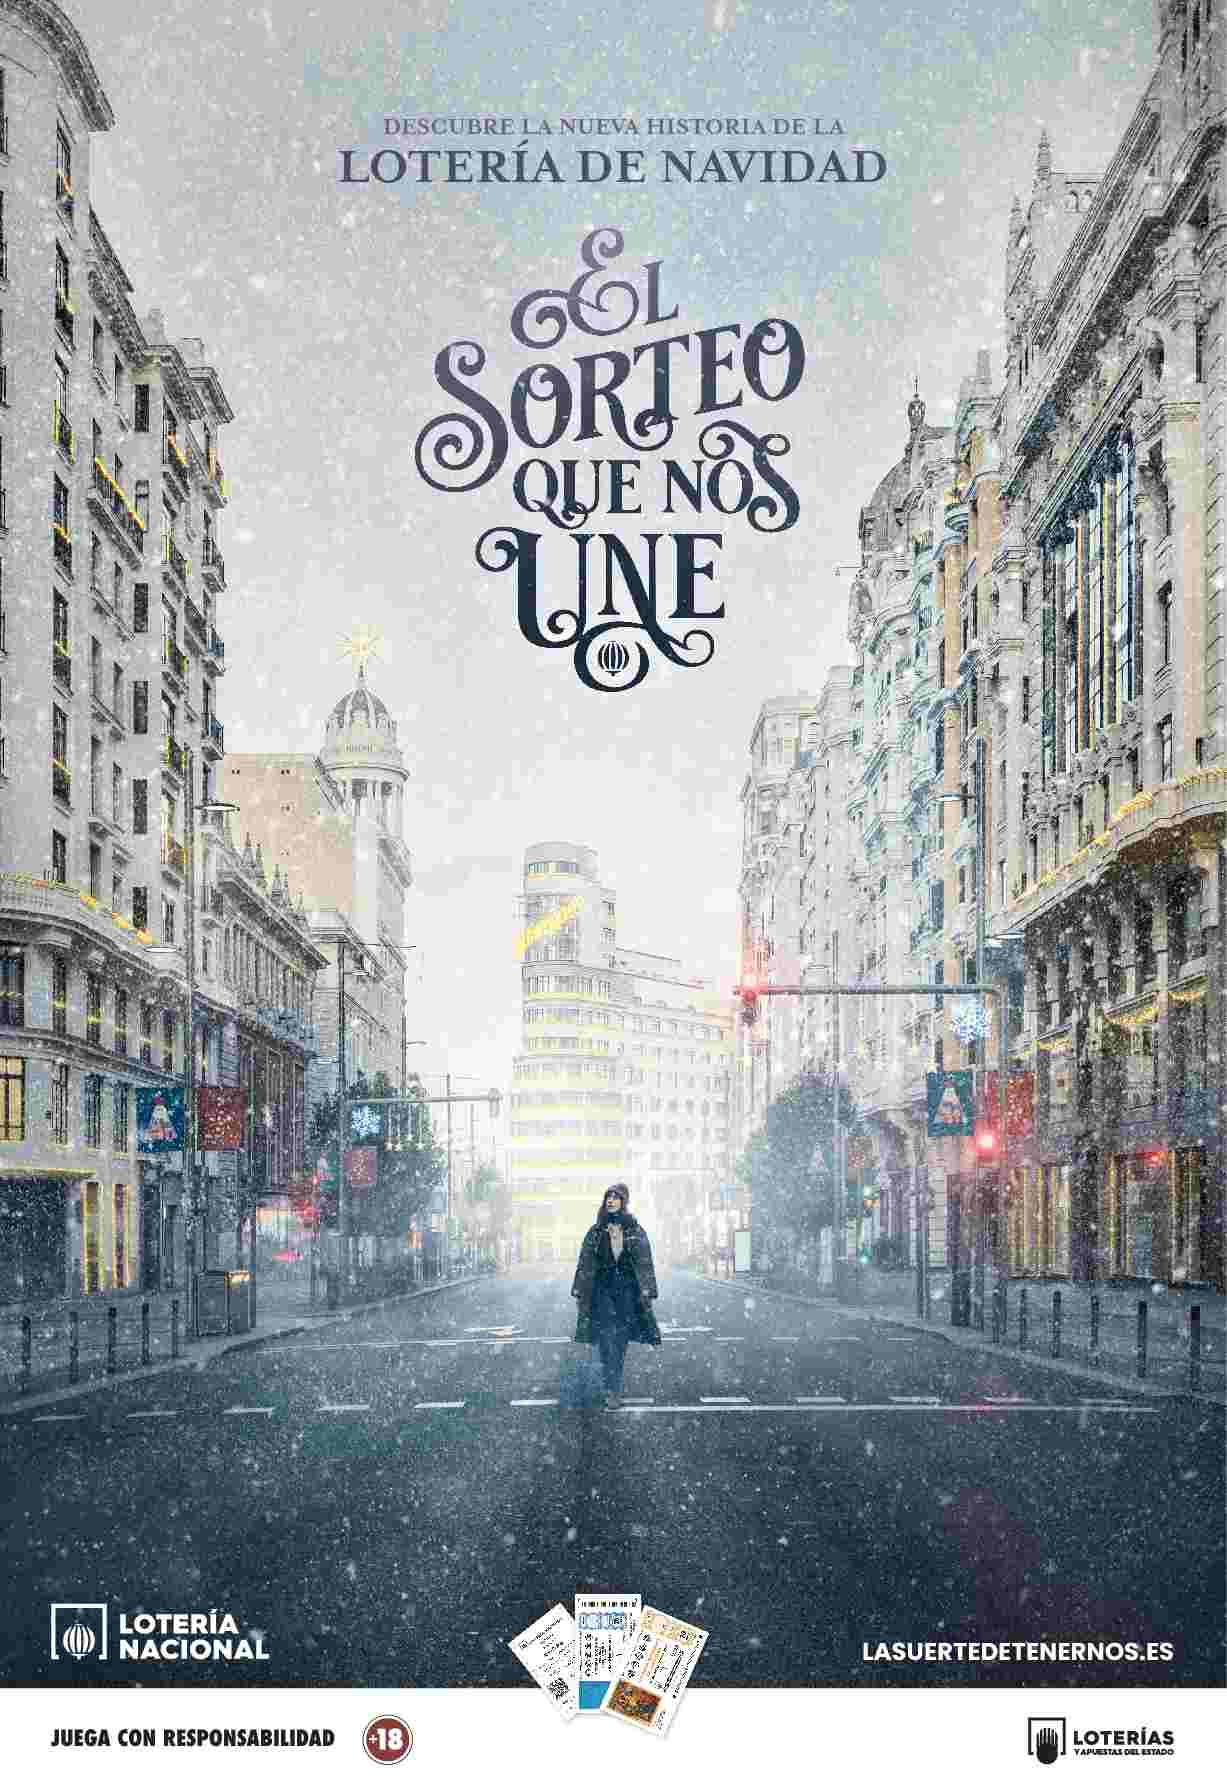 DESCUBRE LA NUEVA HISTORIA DE LA
LOTERÍA DE NAVIDAD
EL
SORTEO
QUE NOS
UNE
LOTERÍA
NACIONAL
LASUERTEDETENERNOS.ES
JUEGA CON RESPONSABILIDAD
+18
LOTERÍAS
Y APUESTAS DEL ESTADO